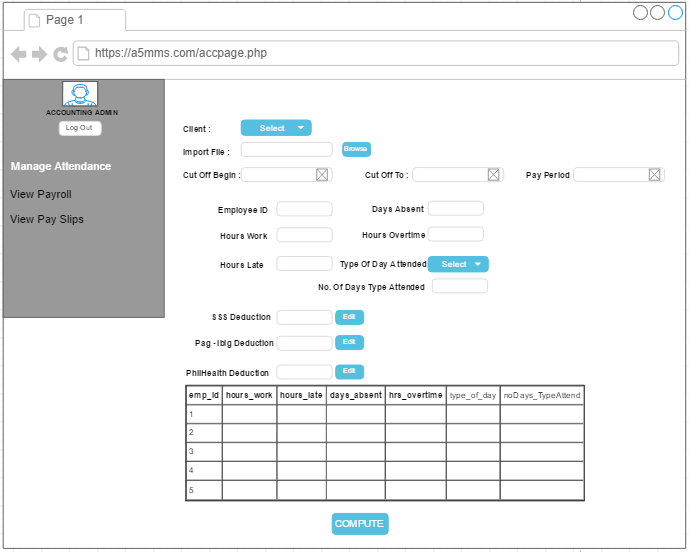 Page 1
https://a5mms.com/accpage.php
ACCOUNTING ADMIN
Log Out
Manage Attendance
View Payroll
View Pay Slips
Client : Select
Import File : Browse
Cut Off Begin : Cut Off To : Pay Period
Employee ID Days Absent
Hours Work Hours Overtime
Hours Late Type Of Day Attended Select
No. Of Days Type Attended
SSS Deduction Edit
Pag - Ibig Deduction Edit
PhilHealth Deduction Edit
emp_id hours_work hours_late days_absent hrs_overtime type_of_day noDays_TypeAttend
1
2
3
4
5
COMPUTE